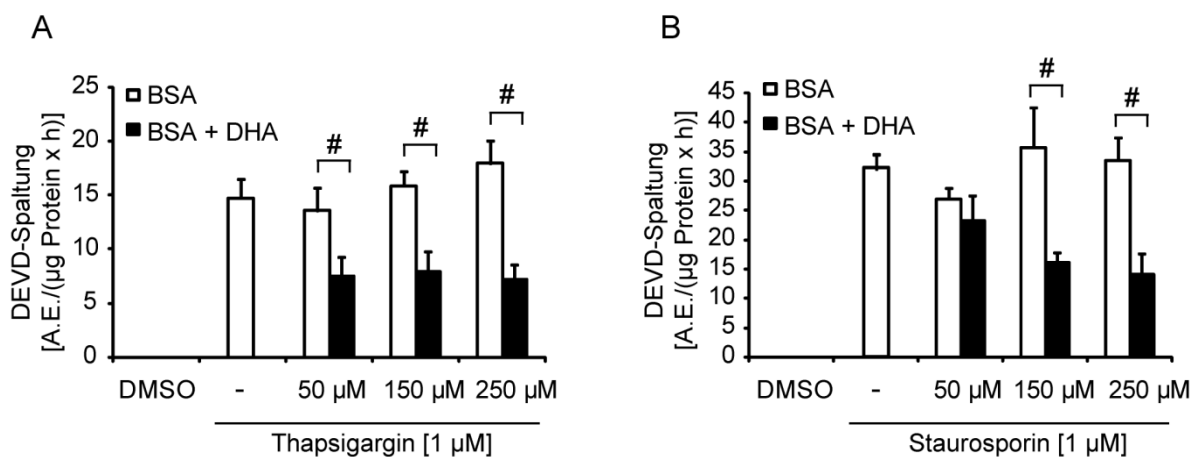 A
DEVD-Spaltung
[A.E./(µg Protein x h)]
25
20
15
10
5
0
BSA
BSA + DHA
#
#
#
DMSO
-
50 µM
150 µM
250 µM
Thapsigargin [1 µM]
B
DEVD-Spaltung
[A.E./(µg Protein x h)]
45
40
35
30
25
20
15
10
5
0
BSA
BSA + DHA
#
#
DMSO
-
50 µM
150 µM
250 µM
Staurosporin [1 µM]